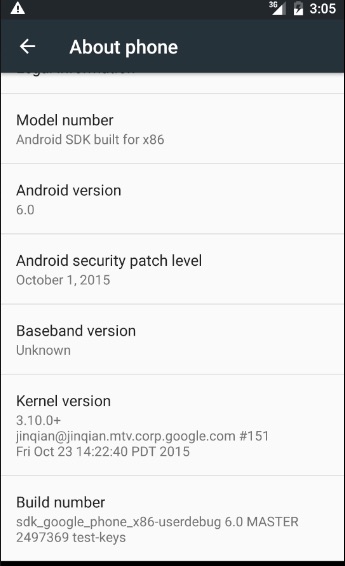 3G
3:05
About phone
Legal information
Model number
Android SDK built for x86
Android version
6.0
Android security patch level
October 1, 2015
Baseband version
Unknown
Kernel version
3.10.0+
jinqian@jinqian.mtv.corp.google.com #151
Fri Oct 23 14:22:40 PDT 2015
Build number
sdk_google_phone_x86-userdebug 6.0 MASTER
2497369 test-keys